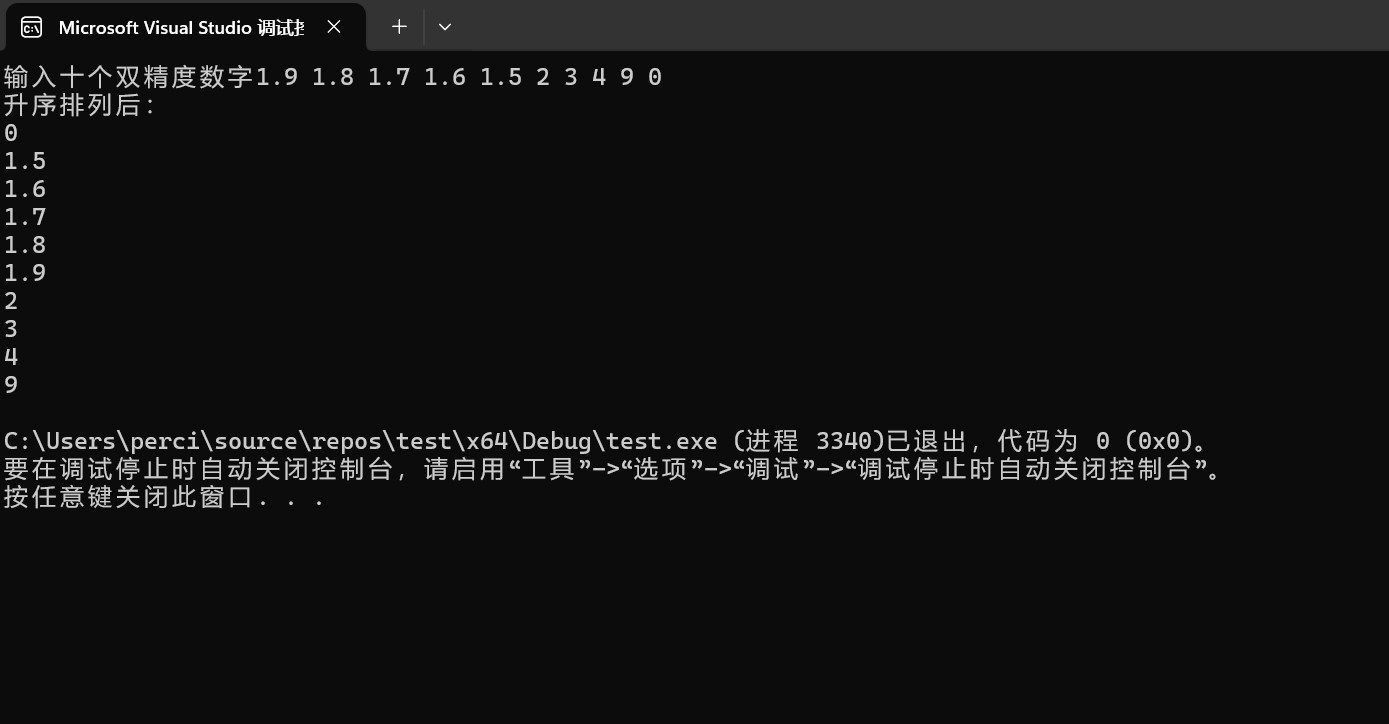 Microsoft Visual Studio 调试
输入十个双精度数字1.9 1.8 1.7 1.6 1.5 2 3 4 9 0
升序排列后：
0
1.5
1.6
1.7
1.8
1.9
2
3
4
9
C:\Users\perci\source\repos\test\x64\Debug\test.exe (进程 3340)已退出，代码为 0 (0x0)。
要在调试停止时自动关闭控制台，请启用“工具”->“选项”->“调试”->“调试停止时自动关闭控制台”。
按任意键关闭此窗口. . .